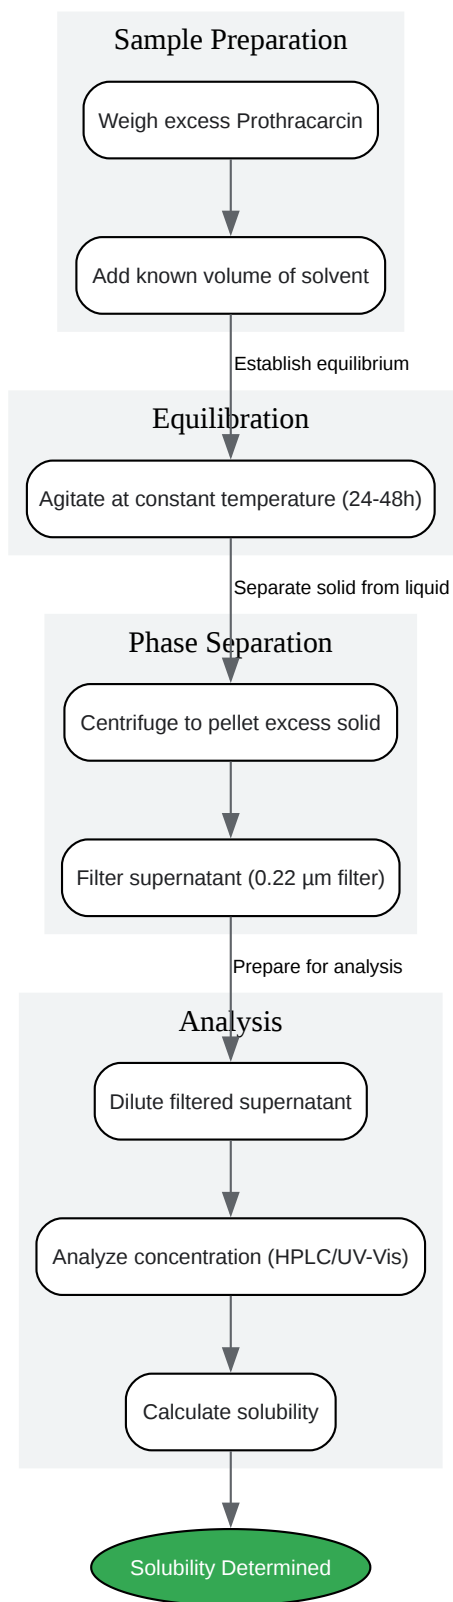 Sample Preparation
Weigh excess Prothracarcin
Add known volume of solvent
Establish equilibrium
Equilibration
Agitate at constant temperature (24-48h)
Separate solid from liquid
Phase Separation
Centrifuge to pellet excess solid
Filter supernatant (0.22 µm filter)
Prepare for analysis
Analysis
Dilute filtered supernatant
Analyze concentration (HPLC/UV-Vis)
Calculate solubility
Solubility Determined